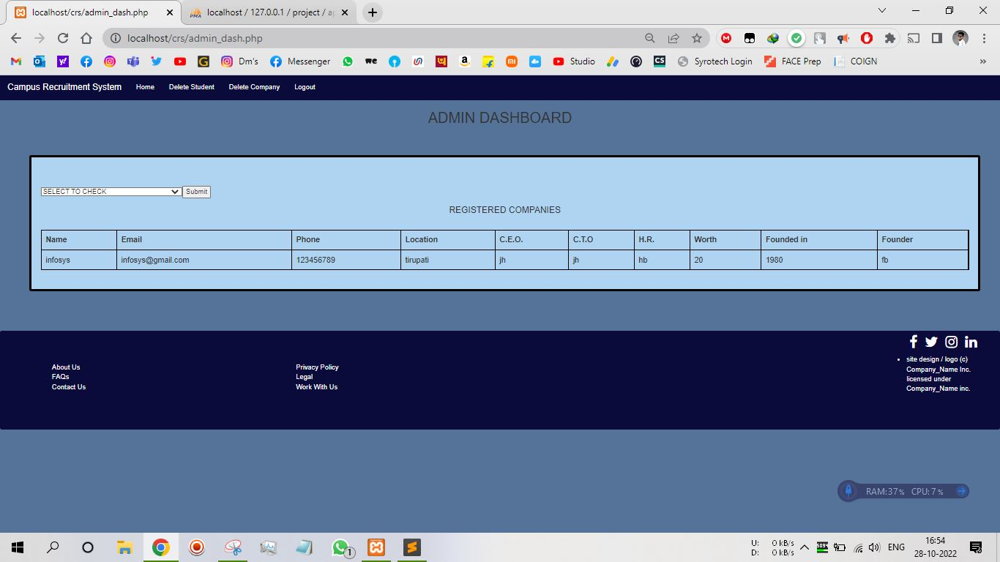 localhost/crs/admin_dash.php
localhost / 127.0.0.1 / project / ap
localhost/crs/admin_dash.php
Dm's Messenger Studio Syrotech Login FACE Prep COIGN
Campus Recruitment System Home Delete Student Delete Company Logout
ADMIN DASHBOARD
SELECT TO CHECK Submit
REGISTERED COMPANIES
Name Email Phone Location C.E.O. C.T.O H.R. Worth Founded in Founder
infosys infosys@gmail.com 123456789 tirupati jh jh hb 20 1980 fb
About Us
FAQs
Contact Us
Privacy Policy
Legal
Work With Us
site design / logo (c)
Company_Name Inc.
licensed under
Company_Name inc.
RAM:37% CPU:7%
U: 0 kB/s
D: 0 kB/s
ENG
16:54
28-10-2022